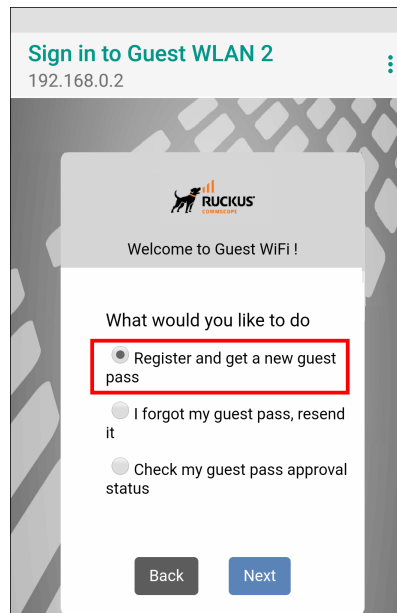 Sign in to Guest WLAN 2
192.168.0.2
RUCKUS
COMMSCOPE
Welcome to Guest WiFi !
What would you like to do
Register and get a new guest
pass
I forgot my guest pass, resend
it
Check my guest pass approval
status
Back Next